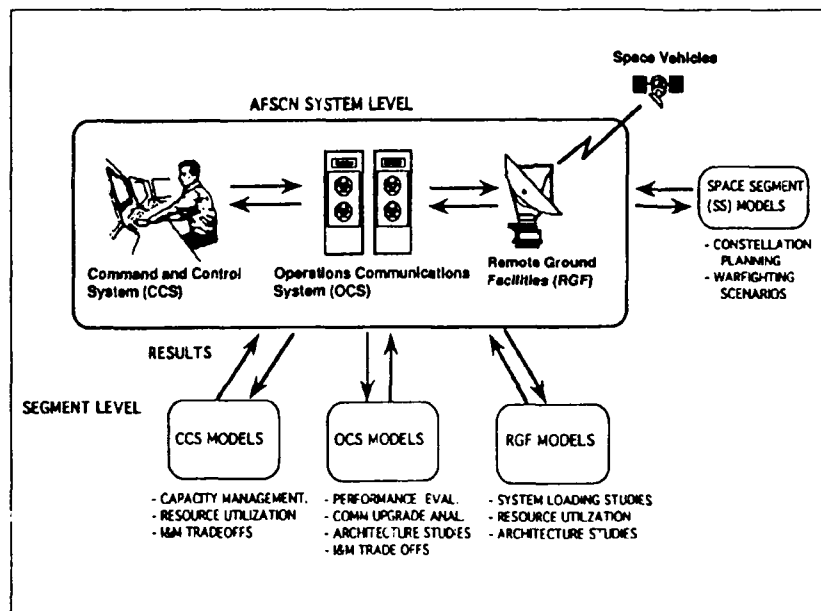 Space Vehicles
AFSCN SYSTEM LEVEL
Command and Control
System (CCS)
Operations Communications
System (OCS)
Remote Ground
Facilities (RGF)
SPACE SEGMENT
(SS) MODELS
- CONSTELLATION
PLANNING
- WARFIGHTING
SCENARIOS
RESULTS
SEGMENT LEVEL
CCS MODELS
- CAPACITY MANAGEMENT.
- RESOURCE UTILIZATION
- I&M TRADEOFFS
OCS MODELS
- PERFORMANCE EVAL.
- COMM UPGRADE ANAL.
- ARCHITECTURE STUDIES
- I&M TRADE OFFS
RGF MODELS
- SYSTEM LOADING STUDIES
- RESOURCE UTILZATION
- ARCHITECTURE STUDIES